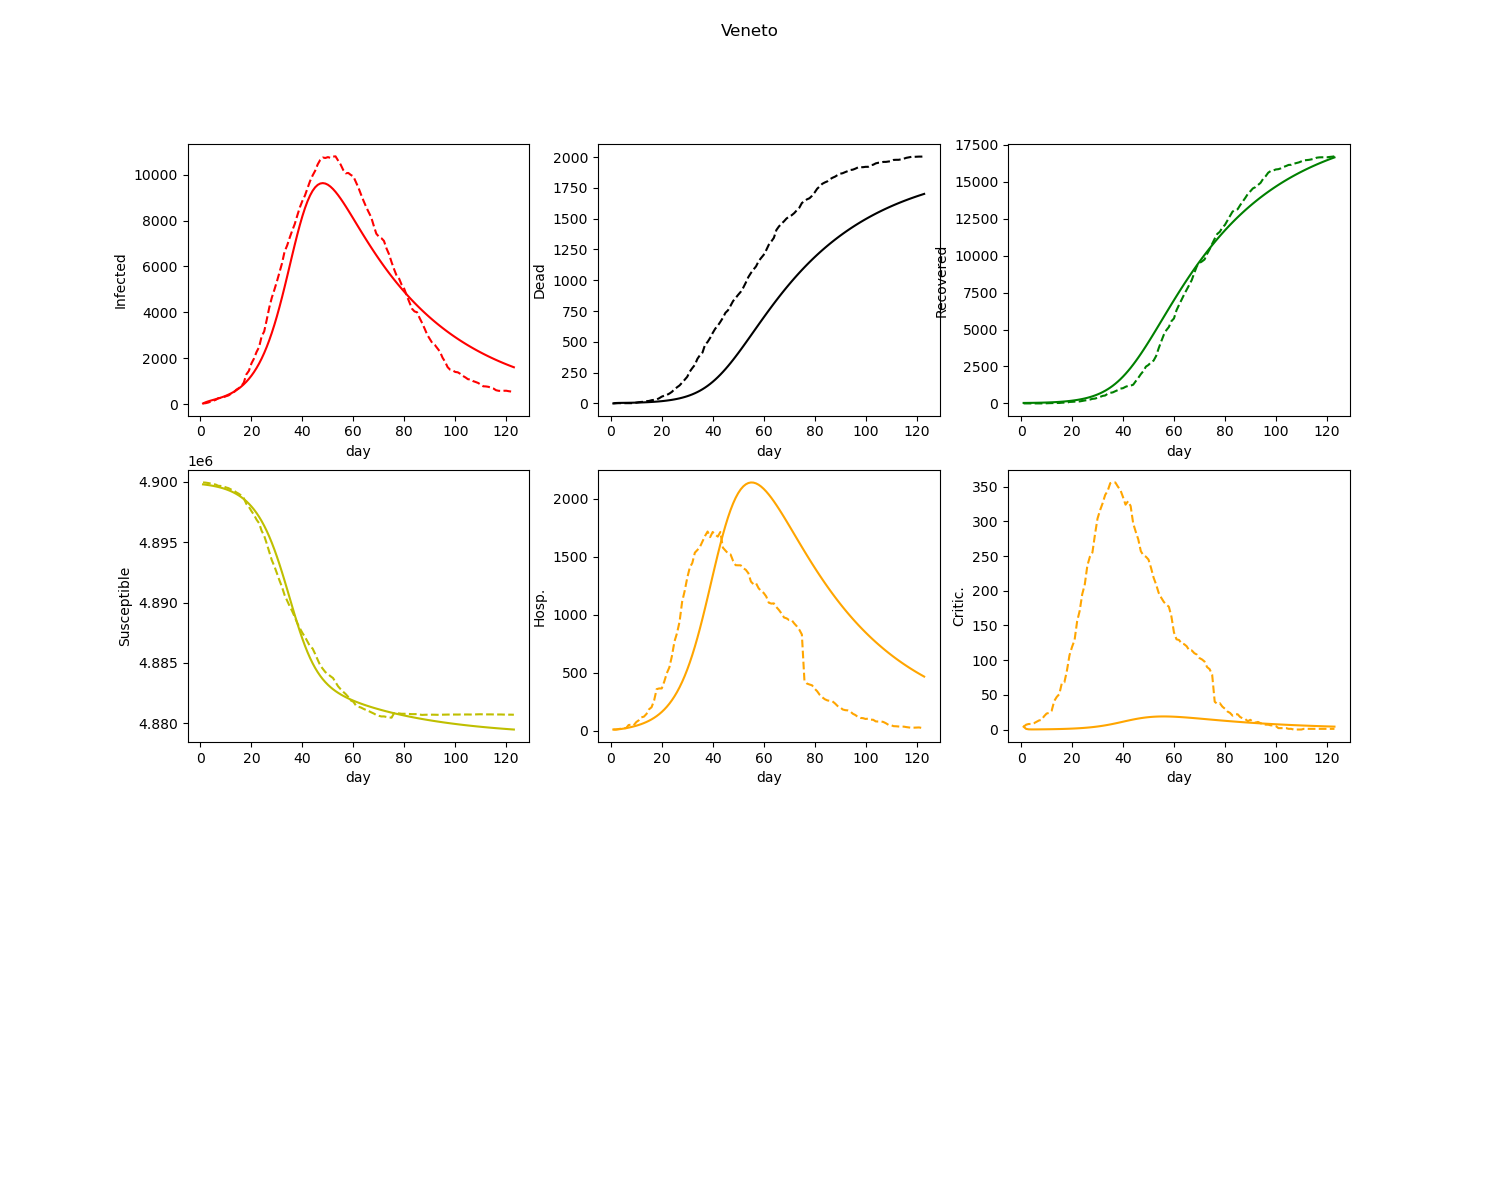 Veneto
10000
8000
6000
4000
2000
0
Infected
0 20 40 60 80 100 120
day
2000
1750
1500
1250
1000
750
500
250
0
Dead
0 20 40 60 80 100 120
day
17500
15000
12500
10000
7500
5000
2500
0
Recovered
0 20 40 60 80 100 120
day
1e6
4.900
4.895
4.890
4.885
4.880
Susceptible
0 20 40 60 80 100 120
day
2000
1500
1000
500
0
Hosp.
0 20 40 60 80 100 120
day
350
300
250
200
150
100
50
0
Critic.
0 20 40 60 80 100 120
day